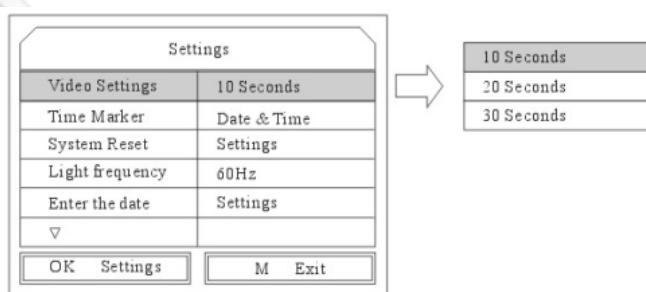 Settings
Video Settings 10 Seconds
Time Marker Date & Time
System Reset Settings
Light frequency 60Hz
Enter the date Settings
▽
OK Settings M Exit
10 Seconds
20 Seconds
30 Seconds